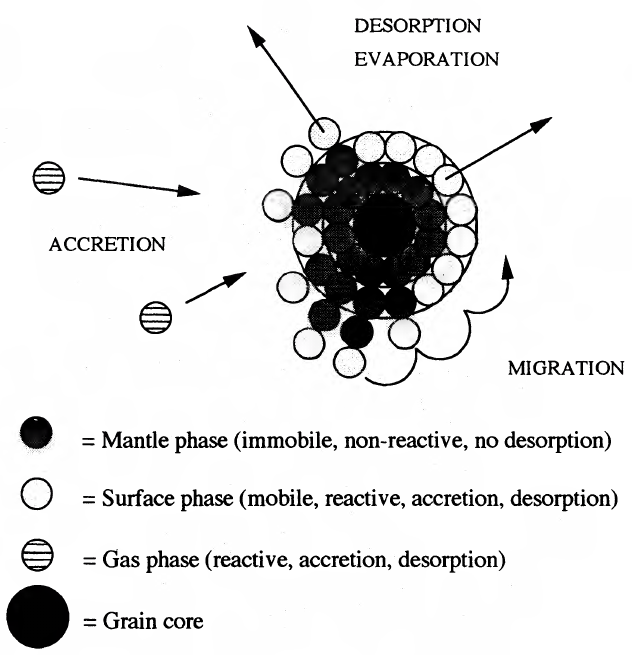 DESORPTION
EVAPORATION
ACCRETION
MIGRATION
= Mantle phase (immobile, non-reactive, no desorption)
= Surface phase (mobile, reactive, accretion, desorption)
= Gas phase (reactive, accretion, desorption)
= Grain core